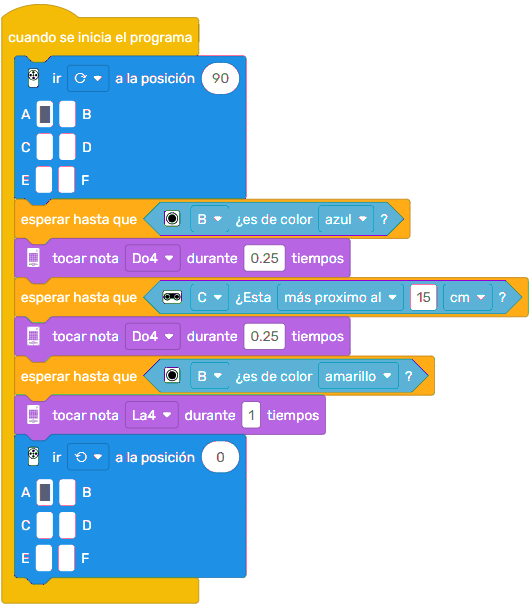 cuando se inicia el programa
ir a la posición 90
A B
C D
E F
esperar hasta que B ¿es de color azul ?
tocar nota Do4 durante 0.25 tiempos
esperar hasta que C ¿Esta más proximo al 15 cm ?
tocar nota Do4 durante 0.25 tiempos
esperar hasta que B ¿es de color amarillo ?
tocar nota La4 durante 1 tiempos
ir a la posición 0
A B
C D
E F